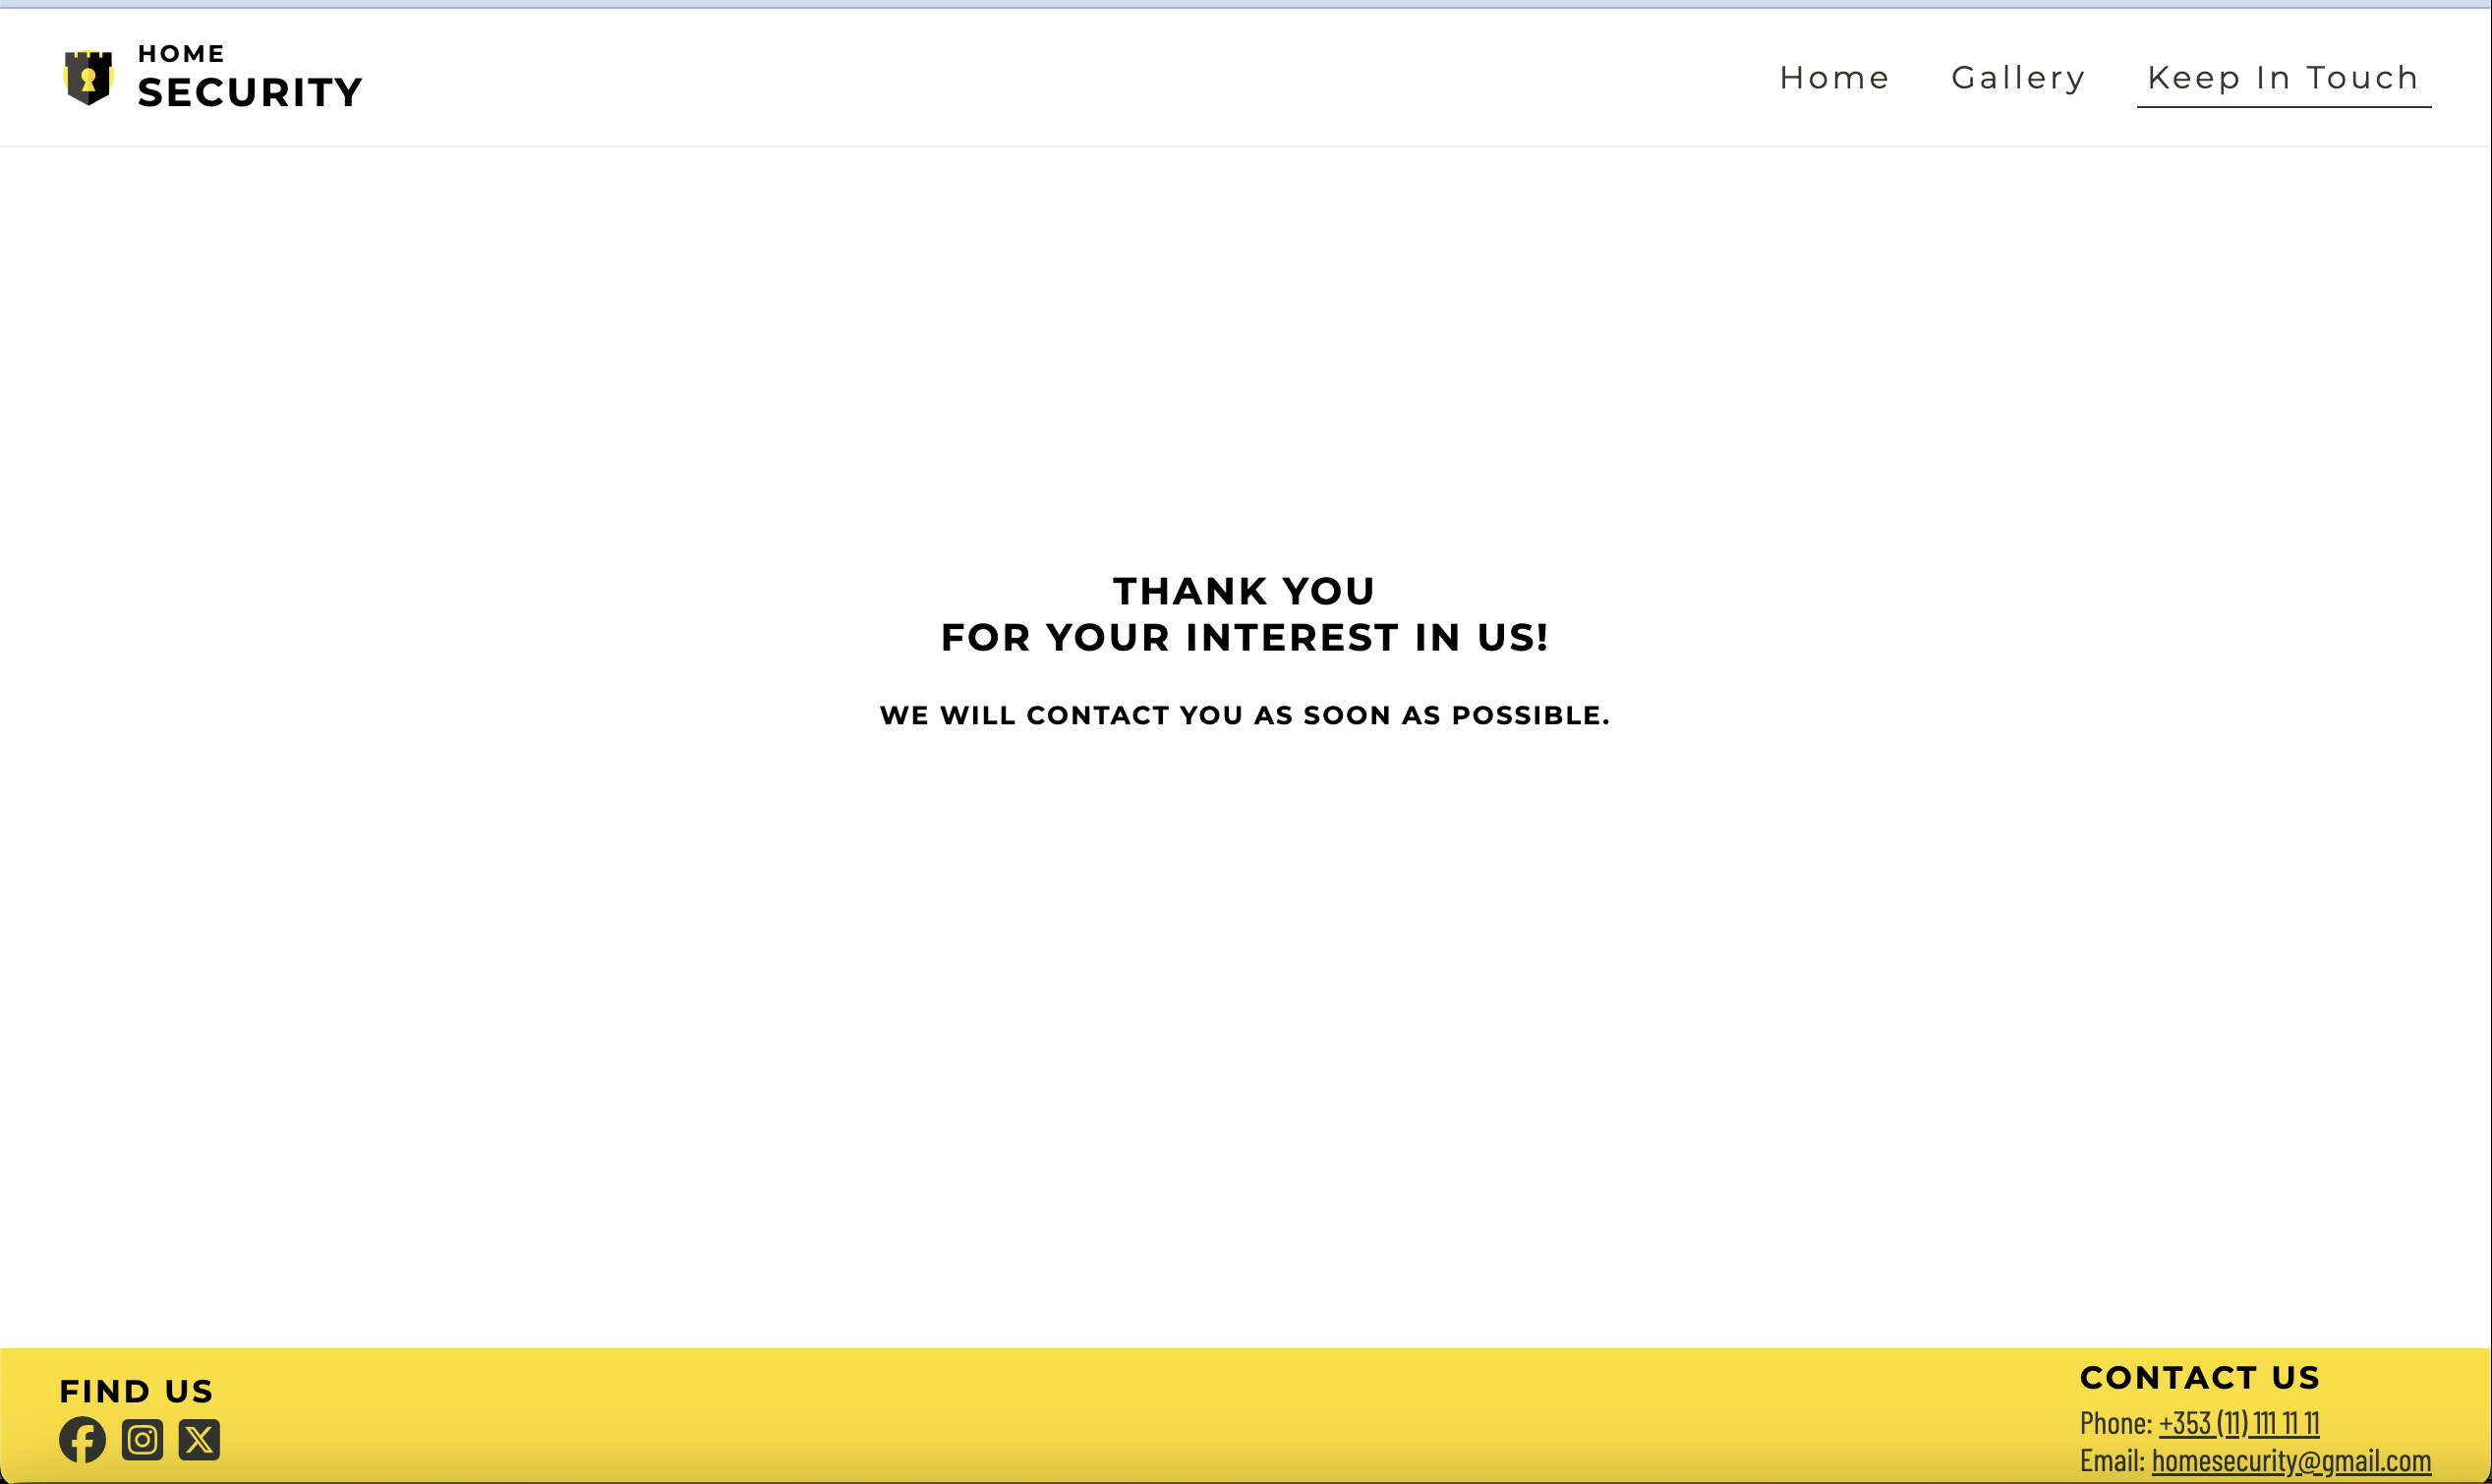 HOME
SECURITY
Home Gallery Keep In Touch
THANK YOU
FOR YOUR INTEREST IN US!
WE WILL CONTACT YOU AS SOON AS POSSIBLE.
FIND US
CONTACT US
Phone: +353 (11) 111 11 11
Email: homesecurity@gmail.com